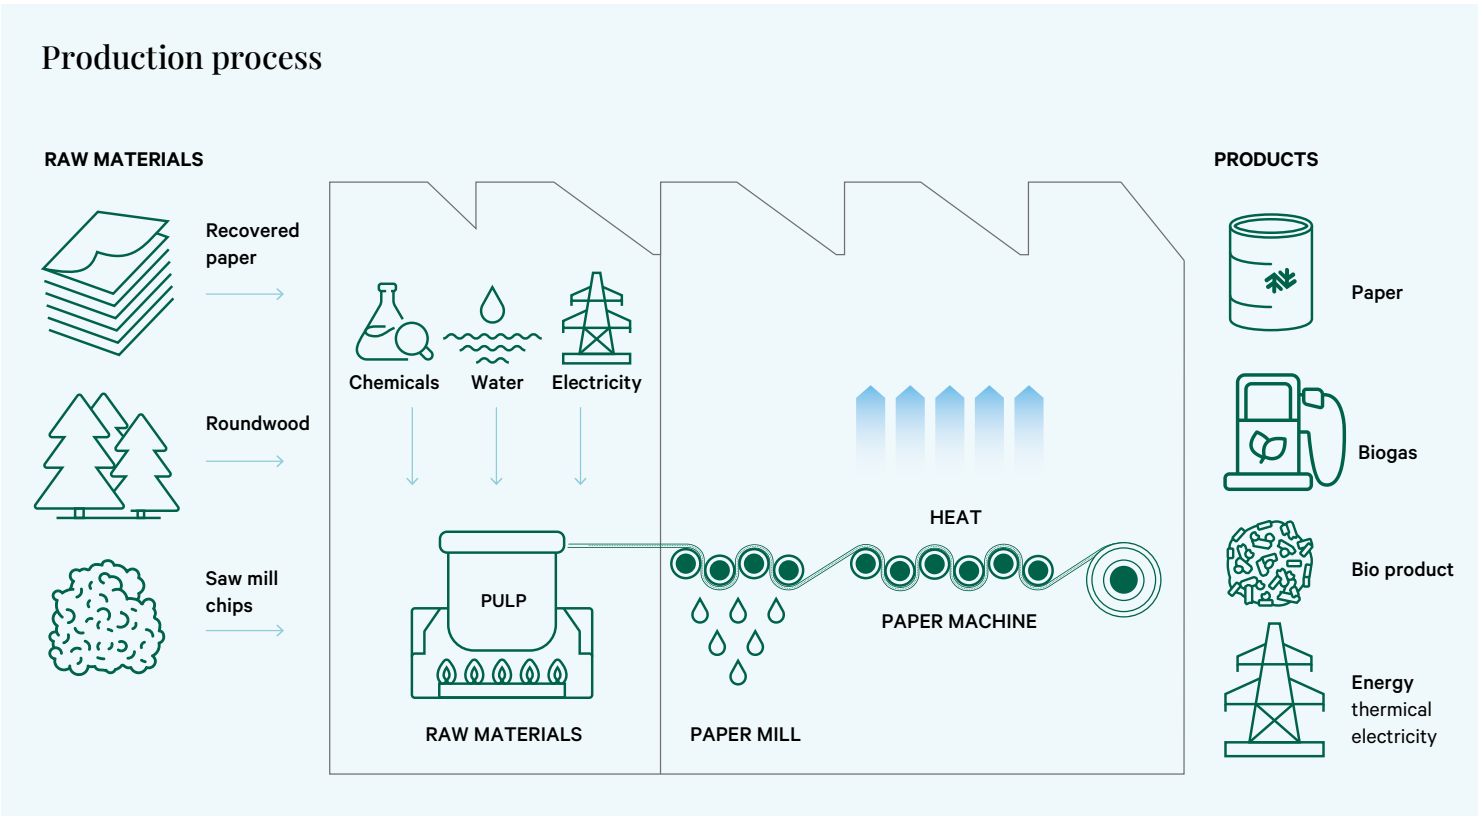 Production process
RAW MATERIALS
Recovered
paper
Roundwood
Saw mill
chips
Chemicals
Water
Electricity
PULP
RAW MATERIALS
HEAT
PAPER MACHINE
PAPER MILL
PRODUCTS
Paper
Biogas
Bio product
Energy
thermical
electricity